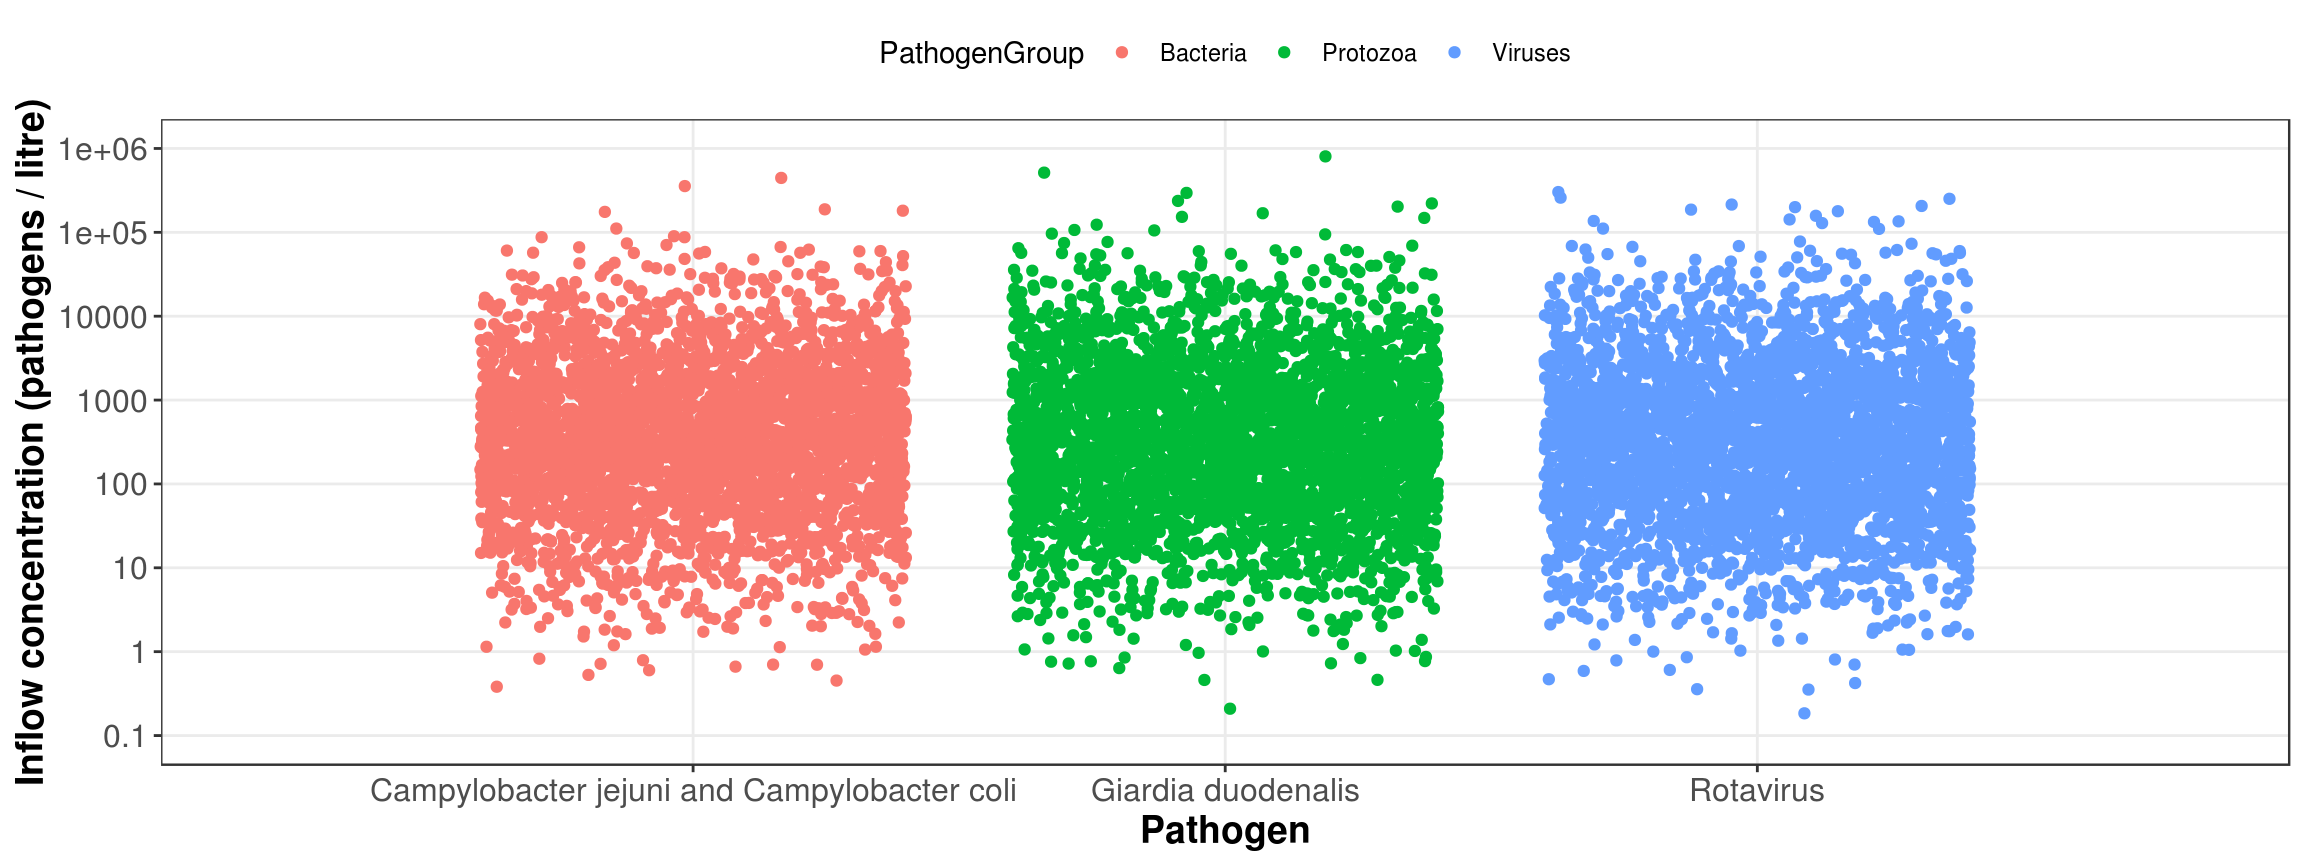 PathogenGroup Bacteria Protozoa Viruses
Inflow concentration (pathogens / litre)
1e+06
1e+05
10000
1000
100
10
1
0.1
Campylobacter jejuni and Campylobacter coli Giardia duodenalis Rotavirus
Pathogen